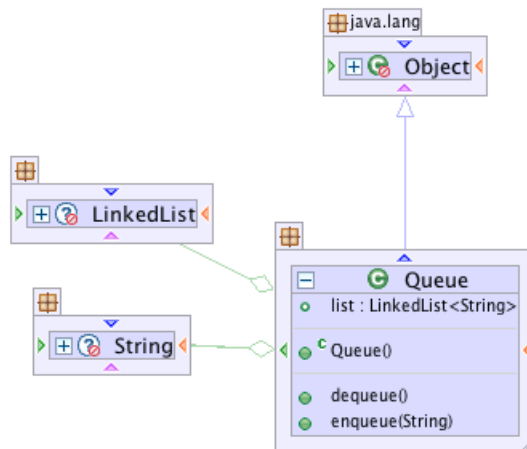 java.lang
Object
LinkedList
Queue
list : LinkedList<String>
String
C Queue()
dequeue()
enqueue(String)